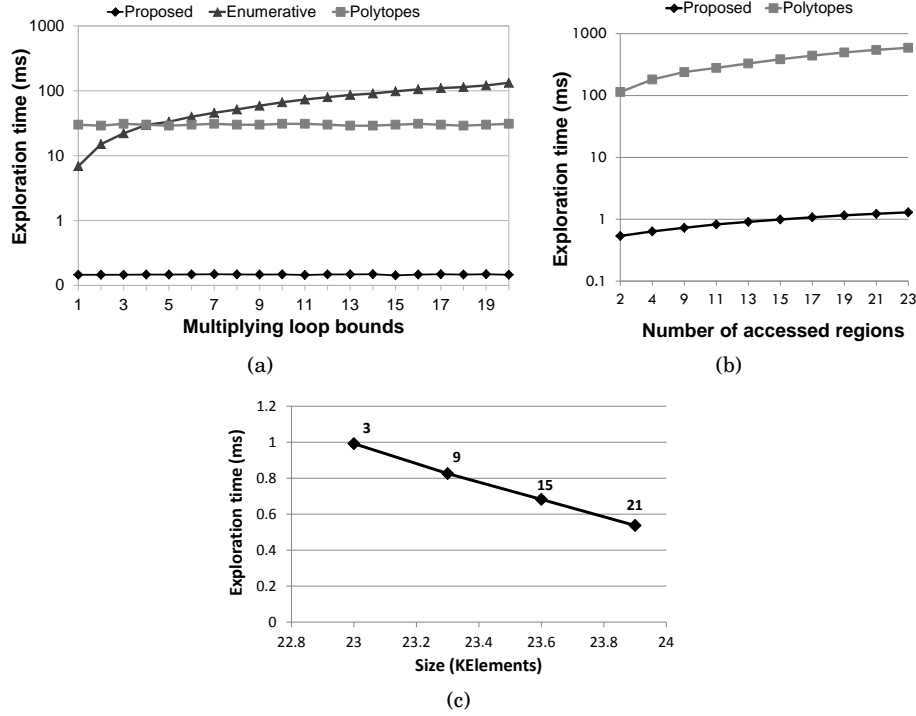 Proposed Enumerative Polytopes
1000
100
10
1
0
Exploration time (ms)
1 3 5 7 9 11 13 15 17 19
Multiplying loop bounds
(a)
Proposed Polytopes
1000
100
10
1
0.1
Exploration time (ms)
2 4 9 11 13 15 17 19 21 23
Number of accessed regions
(b)
1.2
1
0.8
0.6
0.4
0.2
0
Exploration time (ms)
3
9
15
21
22.8 23 23.2 23.4 23.6 23.8 24
Size (KElements)
(c)